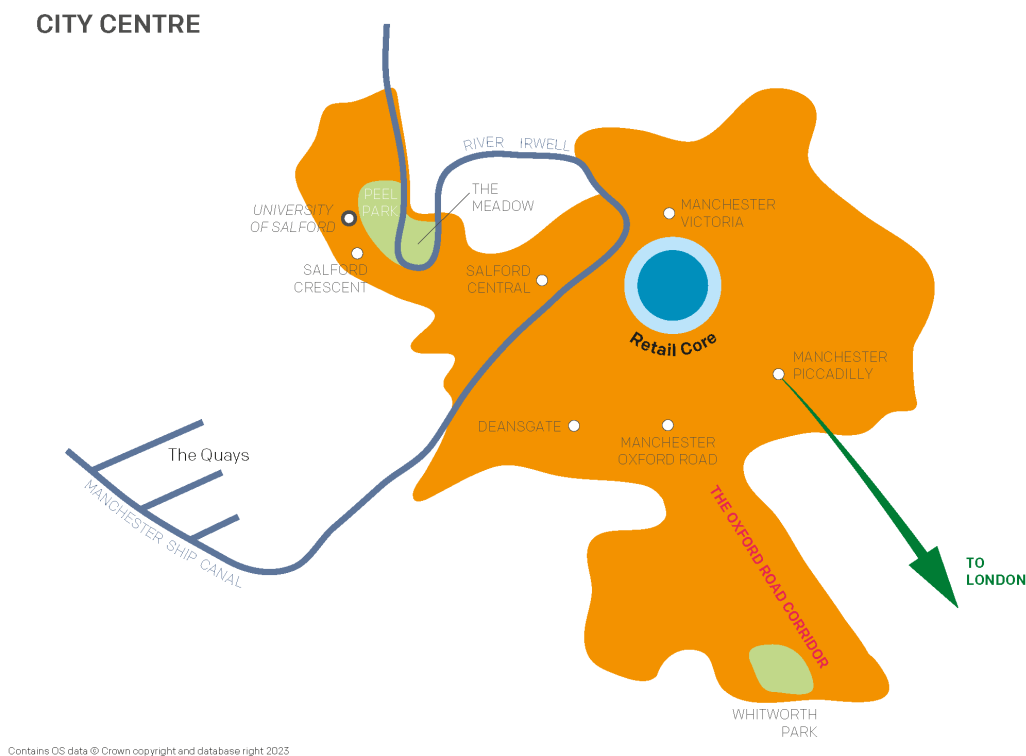 CITY CENTRE
RIVER IRWELL
PEEL
PARK
THE
MEADOW
UNIVERSITY
OF SALFORD
MANCHESTER
VICTORIA
SALFORD
CRESCENT
SALFORD
CENTRAL
Retail Core
MANCHESTER
PICCADILLY
DEANSGATE
MANCHESTER
OXFORD ROAD
The Quays
MANCHESTER SHIP CANAL
THE OXFORD ROAD CORRIDOR
TO
LONDON
WHITWORTH
PARK
Contains OS data © Crown copyright and database right 2023